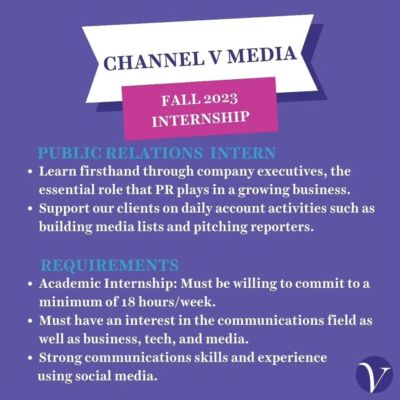 CHANNEL V MEDIA
FALL 2023
INTERNSHIP
PUBLIC RELATIONS INTERN
• Learn firsthand through company executives, the
essential role that PR plays in a growing business.
• Support our clients on daily account activities such as
building media lists and pitching reporters.
REQUIREMENTS
• Academic Internship: Must be willing to commit to a
minimum of 18 hours/week.
• Must have an interest in the communications field as
well as business, tech, and media.
• Strong communications skills and experience
using social media.
V